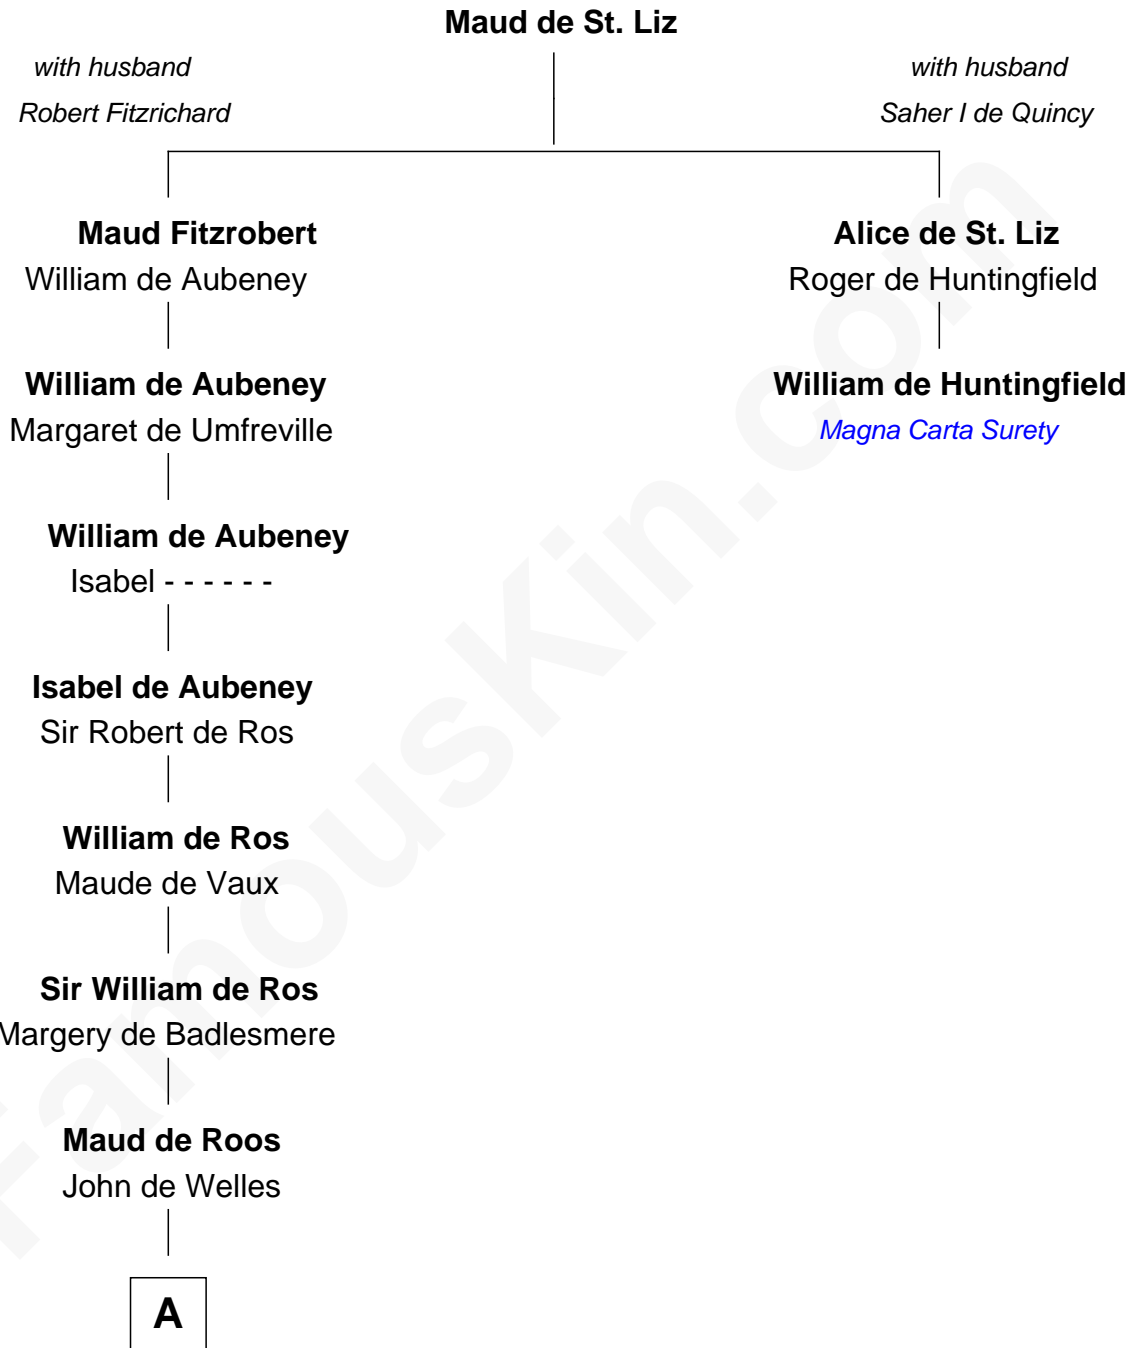 Maud de St. Liz
with husband
Robert Fitzrichard
with husband
Saher I de Quincy
Maud Fitzrobert
William de Aubeney
Alice de St. Liz
Roger de Huntingfield
William de Aubeney
Margaret de Umfreville
William de Huntingfield
Magna Carta Surety
William de Aubeney
Isabel - - - - - -
Isabel de Aubeney
Sir Robert de Ros
William de Ros
Maude de Vaux
Sir William de Ros
Margery de Badlesmere
Maud de Roos
John de Welles
A
FamousKin.com